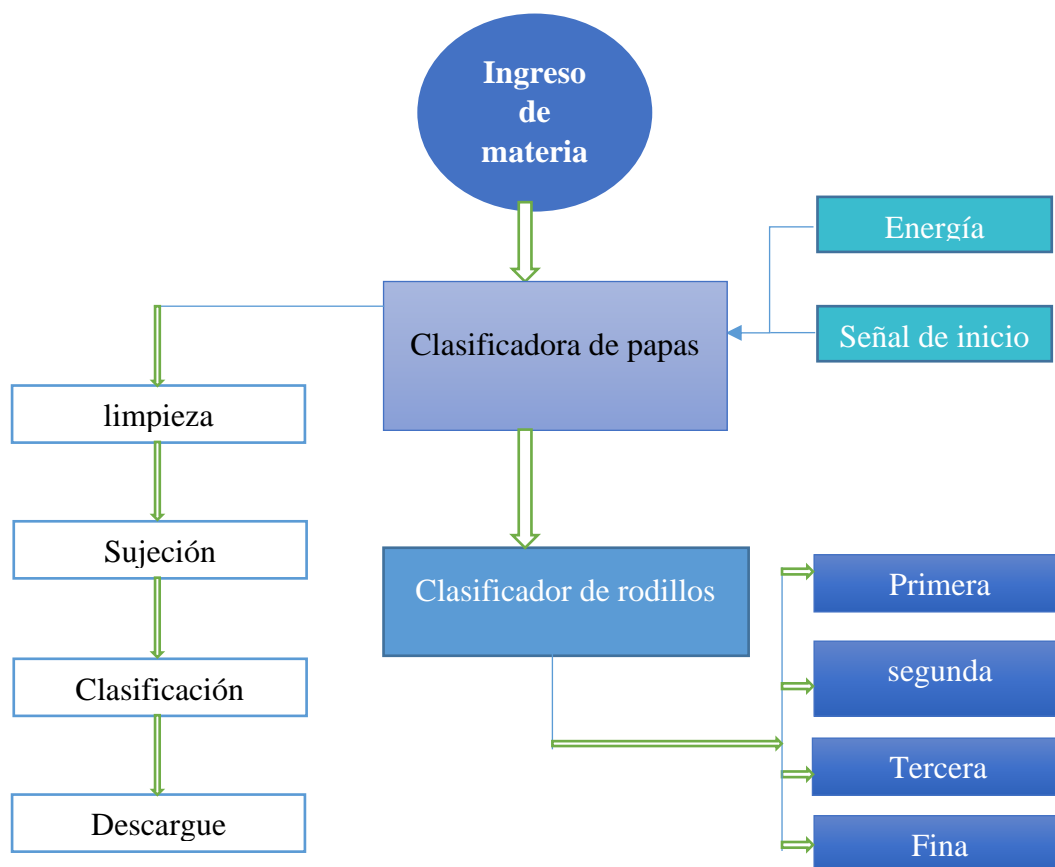 Ingreso
de
materia
Energía
Señal de inicio
Clasificadora de papas
limpieza
Sujeción
Clasificación
Descargue
Clasificador de rodillos
Primera
segunda
Tercera
Fina